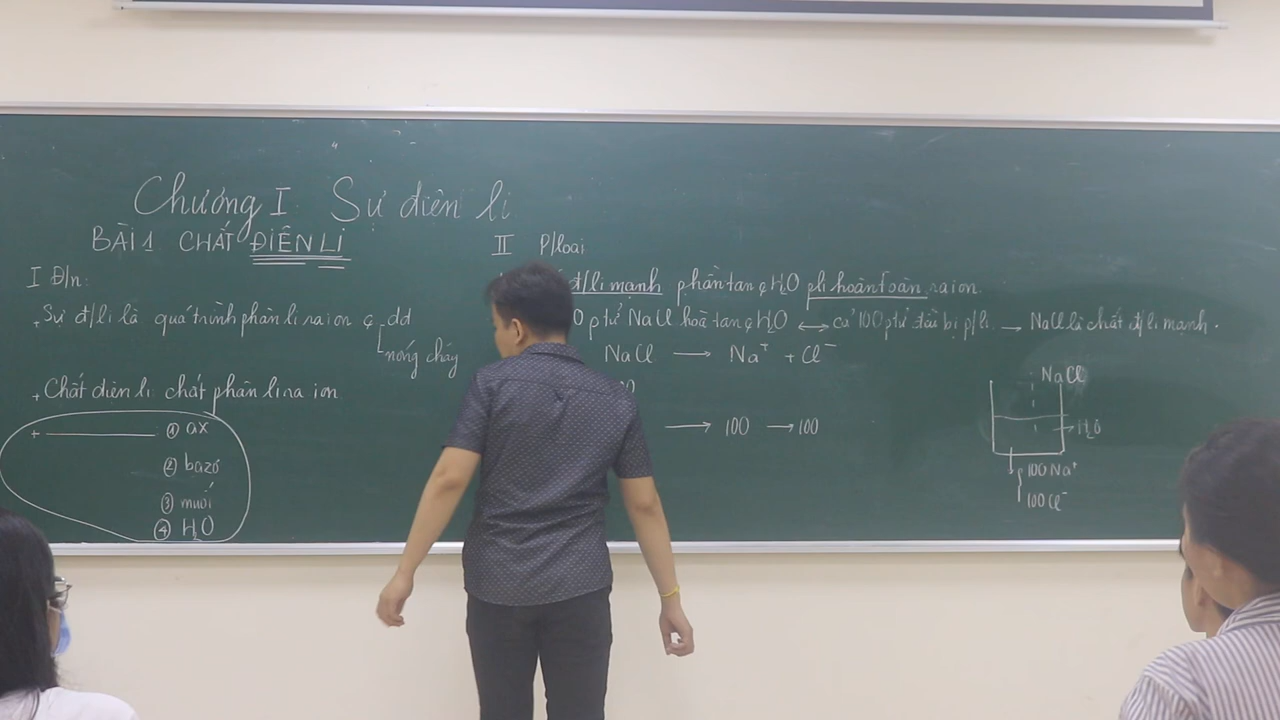 Chương I Sự điện li
BÀI 1 CHẤT ĐIỆN LI
I Đ/n:
+ Sự đ/li là quá trình phân li ra ion ç dd
nóng chảy
+ Chất điện li: chất phân li ra ion
+ ① ax
② bazơ
③ muối
④ H₂O
II P/loại
đ/li mạnh phân tan ç H₂O pli hoàn toàn ra ion
0 ptử NaCl hoà tan ç H₂O ⟷ cả 100 ptử đều bị p/li → NaCl là chất đ/li mạnh.
NaCl → Na⁺ + Cl⁻
→ 100 → 100
NaCl
→ H₂O
100 Na⁺
100 Cl⁻